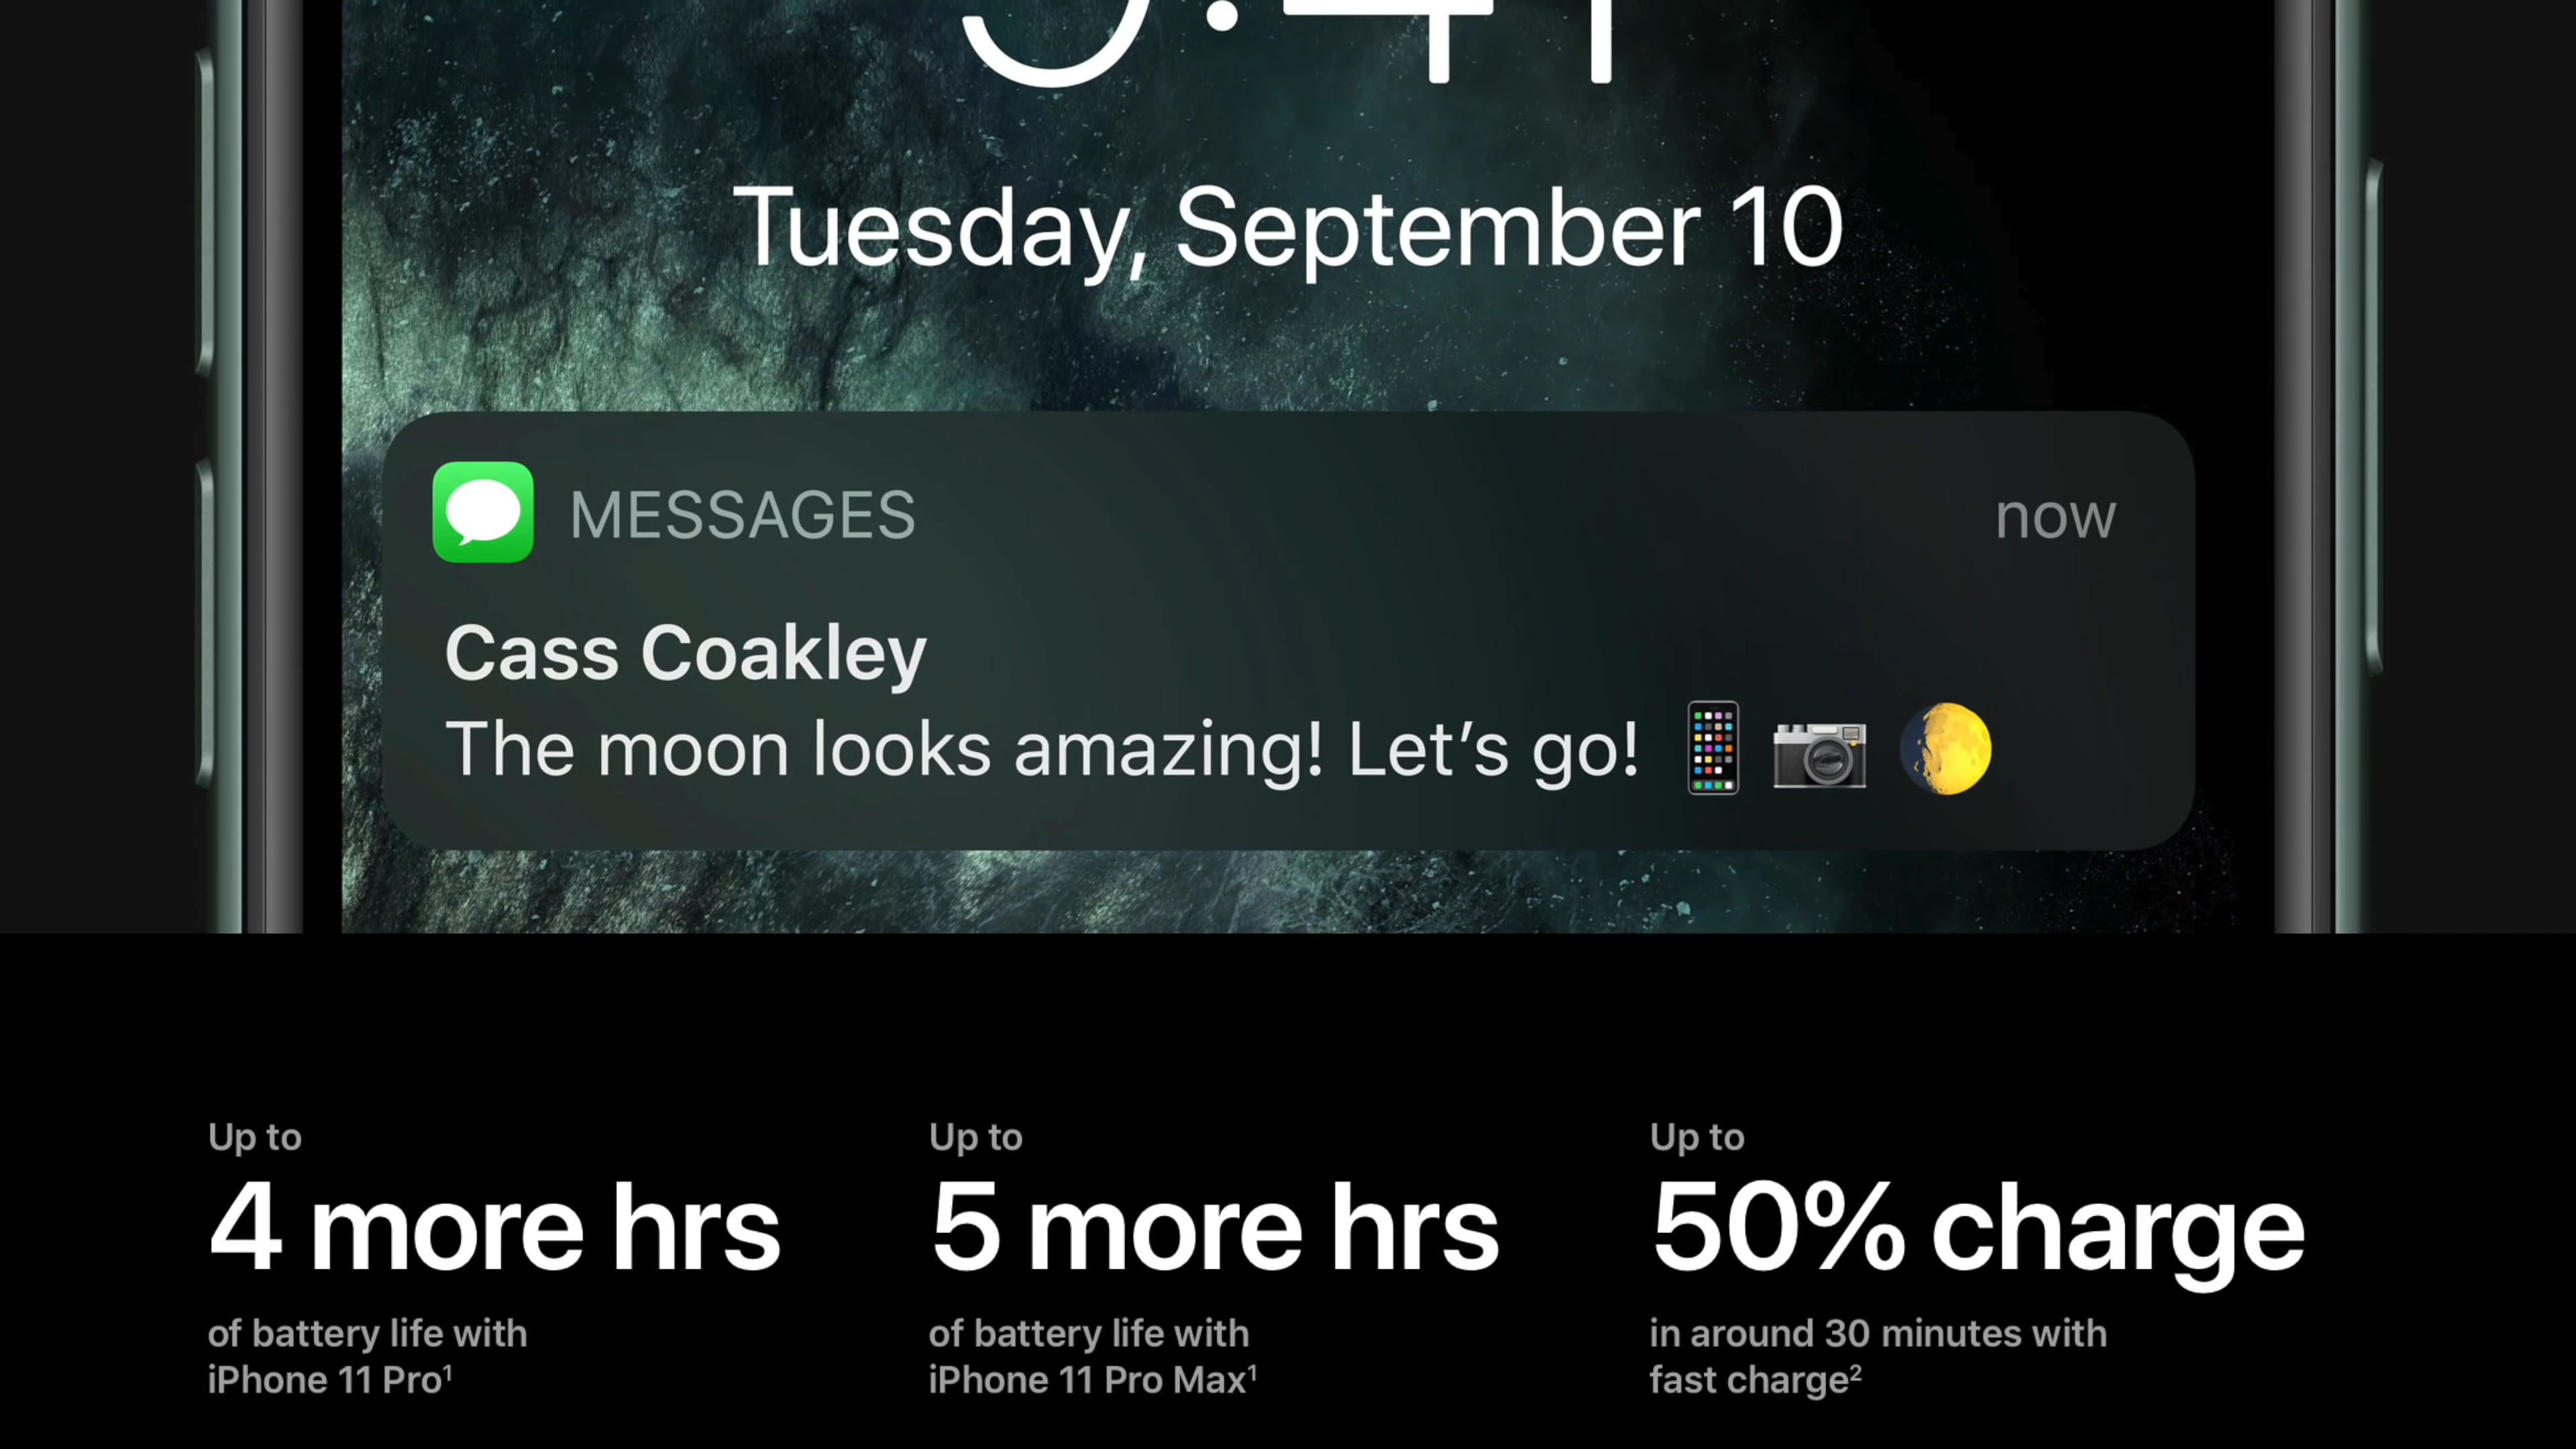 9:41
Tuesday, September 10
MESSAGES
now
Cass Coakley
The moon looks amazing! Let’s go! 📱 📷 🌔
Up to
4 more hrs
of battery life with
iPhone 11 Pro¹
Up to
5 more hrs
of battery life with
iPhone 11 Pro Max¹
Up to
50% charge
in around 30 minutes with
fast charge²